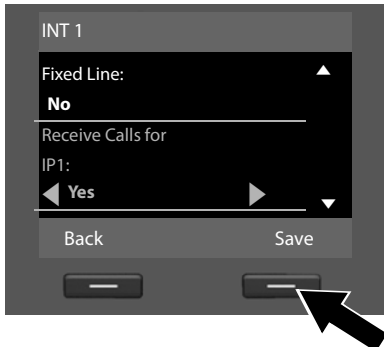 INT 1
Fixed Line:
No
Receive Calls for
IP1:
Yes
Back Save